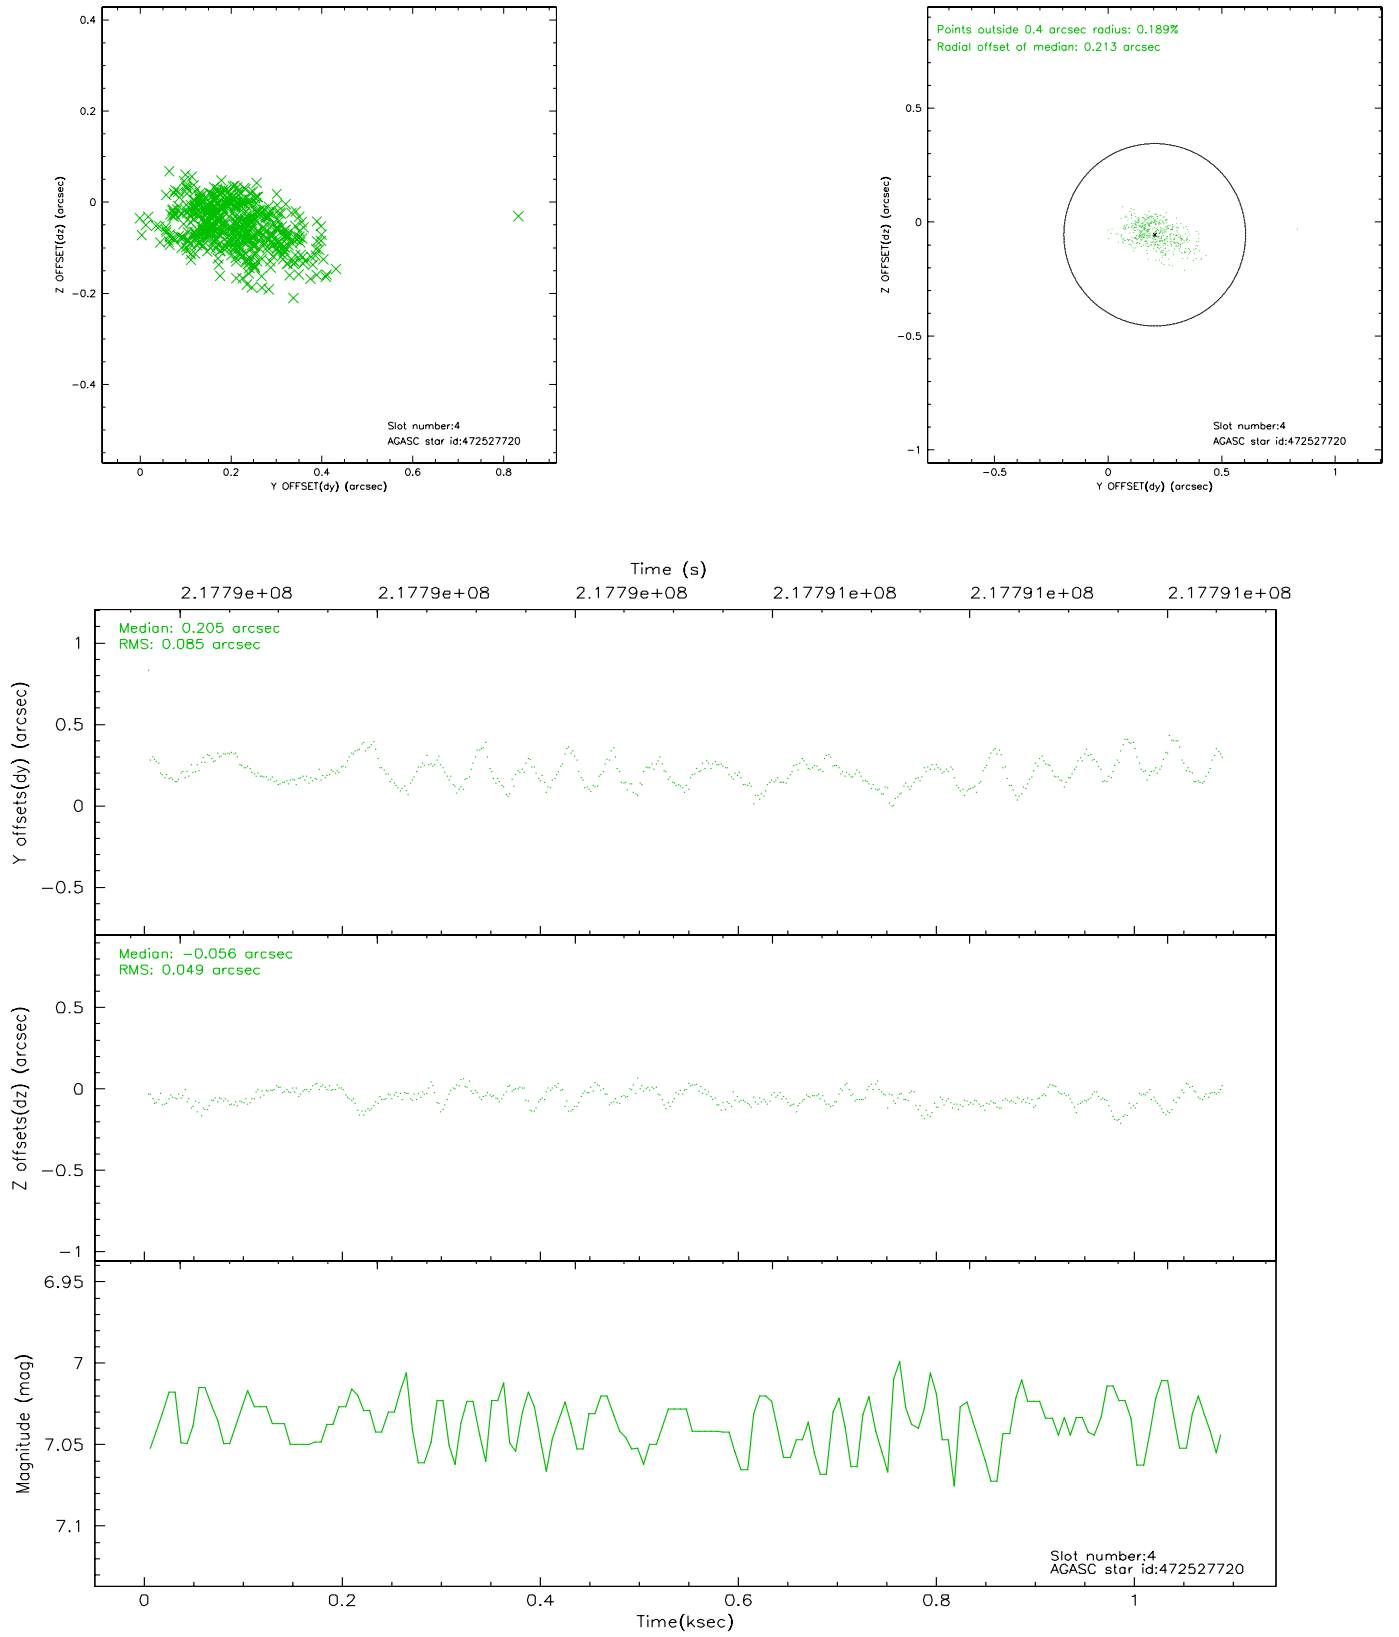 0.4
0.2
0
−0.2
−0.4
Z OFFSET(dz) (arcsec)
Slot number:4
AGASC star id:472527720
0 0.2 0.4 0.6 0.8
Y OFFSET(dy) (arcsec)
Points outside 0.4 arcsec radius: 0.189%
Radial offset of median: 0.213 arcsec
0.5
0
−0.5
−1
Z OFFSET(dz) (arcsec)
Slot number:4
AGASC star id:472527720
−0.5 0 0.5 1
Y OFFSET(dy) (arcsec)
Time (s)
2.1779e+08 2.1779e+08 2.1779e+08 2.17791e+08 2.17791e+08 2.17791e+08
Median: 0.205 arcsec
RMS: 0.085 arcsec
1
0.5
0
−0.5
Y offsets(dy) (arcsec)
Median: −0.056 arcsec
RMS: 0.049 arcsec
0.5
0
−0.5
−1
Z offsets(dz) (arcsec)
6.95
7
7.05
7.1
Magnitude (mag)
Slot number:4
AGASC star id:472527720
0 0.2 0.4 0.6 0.8 1
Time(ksec)